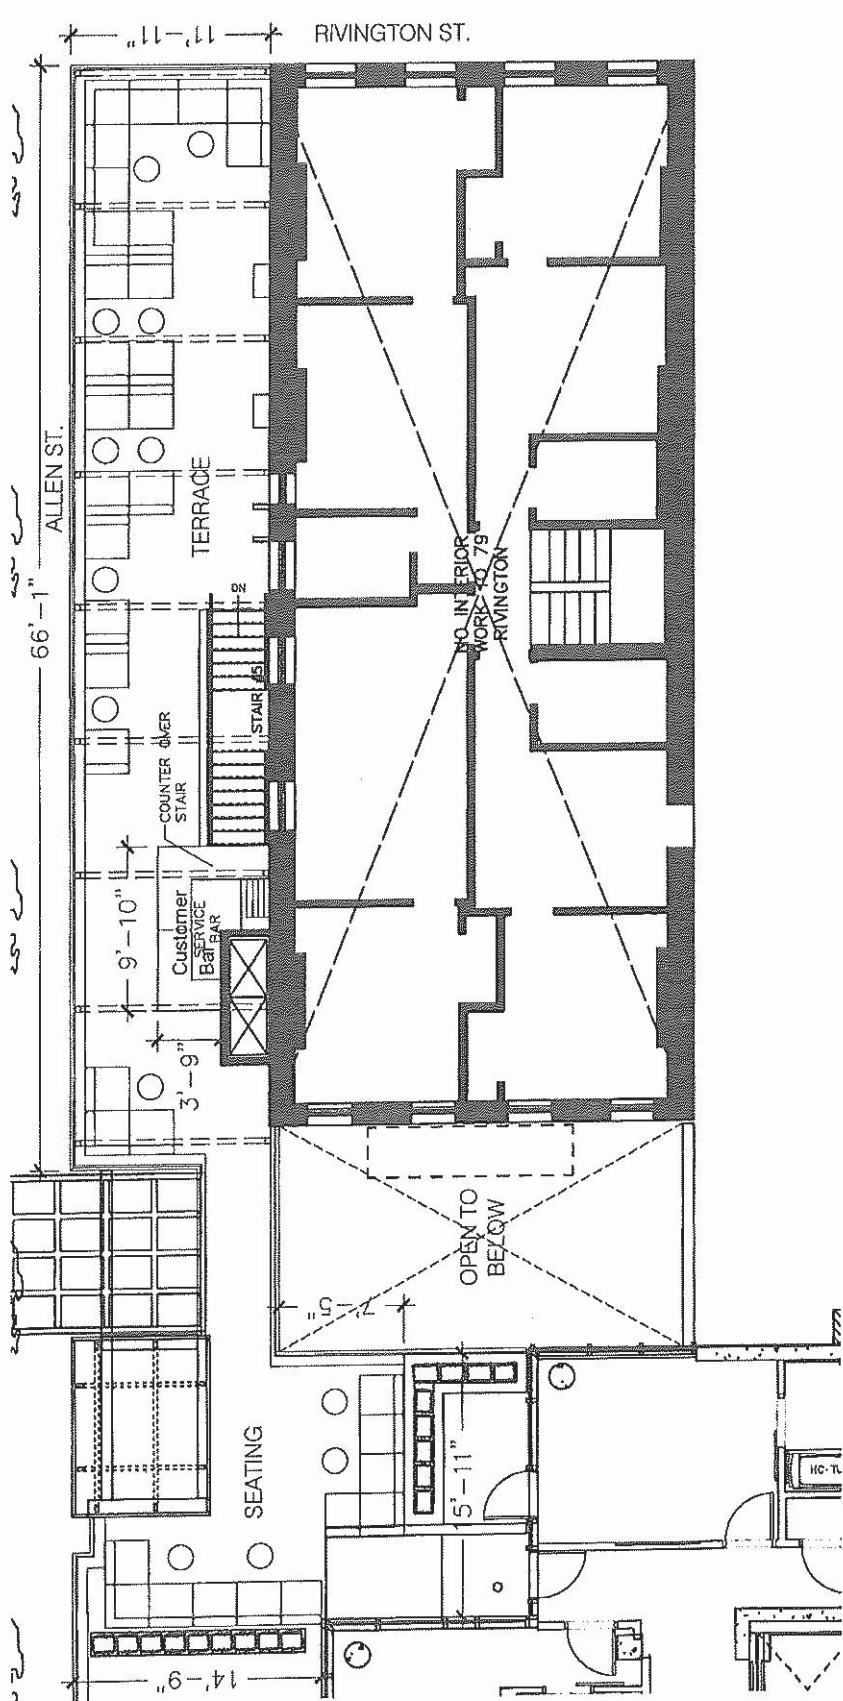 11'-11"
RIVINGTON ST.
ALLEN ST.
66'-1"
TERRACE
DN
STAIR #5
COUNTER OVER
STAIR
NO INTERIOR
WORK TO 79
RIVINGTON
9'-10"
Customer
Bar
SERVICE
BAR
3'-9"
OPEN TO
BELOW
7'-5"
SEATING
5'-11"
14'-9"